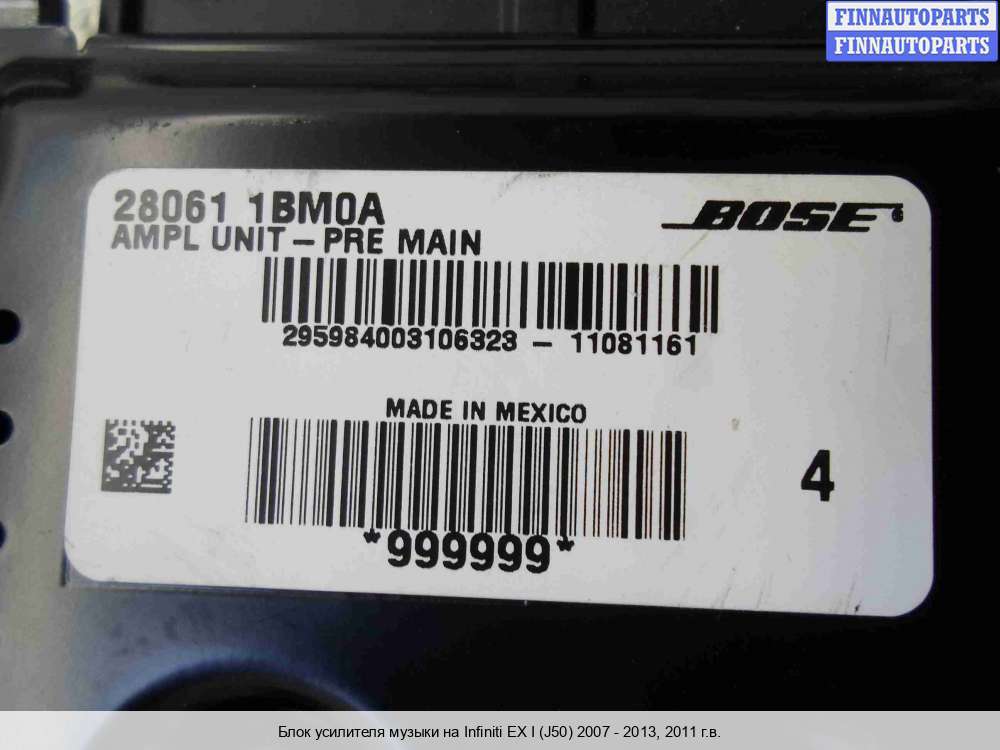 FINNAUTOPARTS
FINNAUTOPARTS
28061 1BM0A
BOSE
AMPL UNIT – PRE MAIN
295984003106323 – 11081161
MADE IN MEXICO
4
*999999*
Блок усилителя музыки на Infiniti EX I (J50) 2007 - 2013, 2011 г.в.